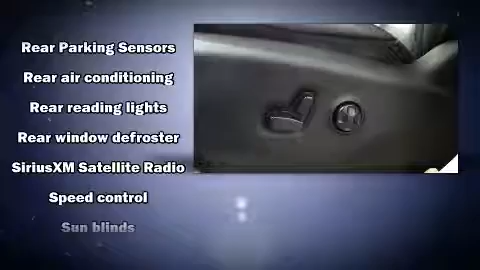 Rear Parking Sensors
Rear air conditioning
Rear reading lights
Rear window defroster
SiriusXM Satellite Radio
Speed control
Sun blinds